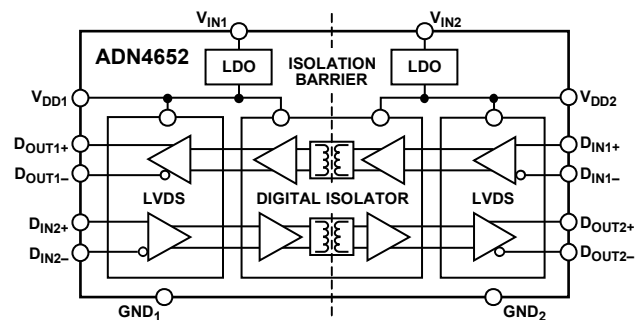 VIN1
VIN2
ADN4652
LDO
ISOLATION
BARRIER
LDO
VDD1
VDD2
DOUT1+
DIN1+
DOUT1–
DIN1–
LVDS
DIGITAL ISOLATOR
LVDS
DIN2+
DOUT2+
DIN2–
DOUT2–
GND1
GND2